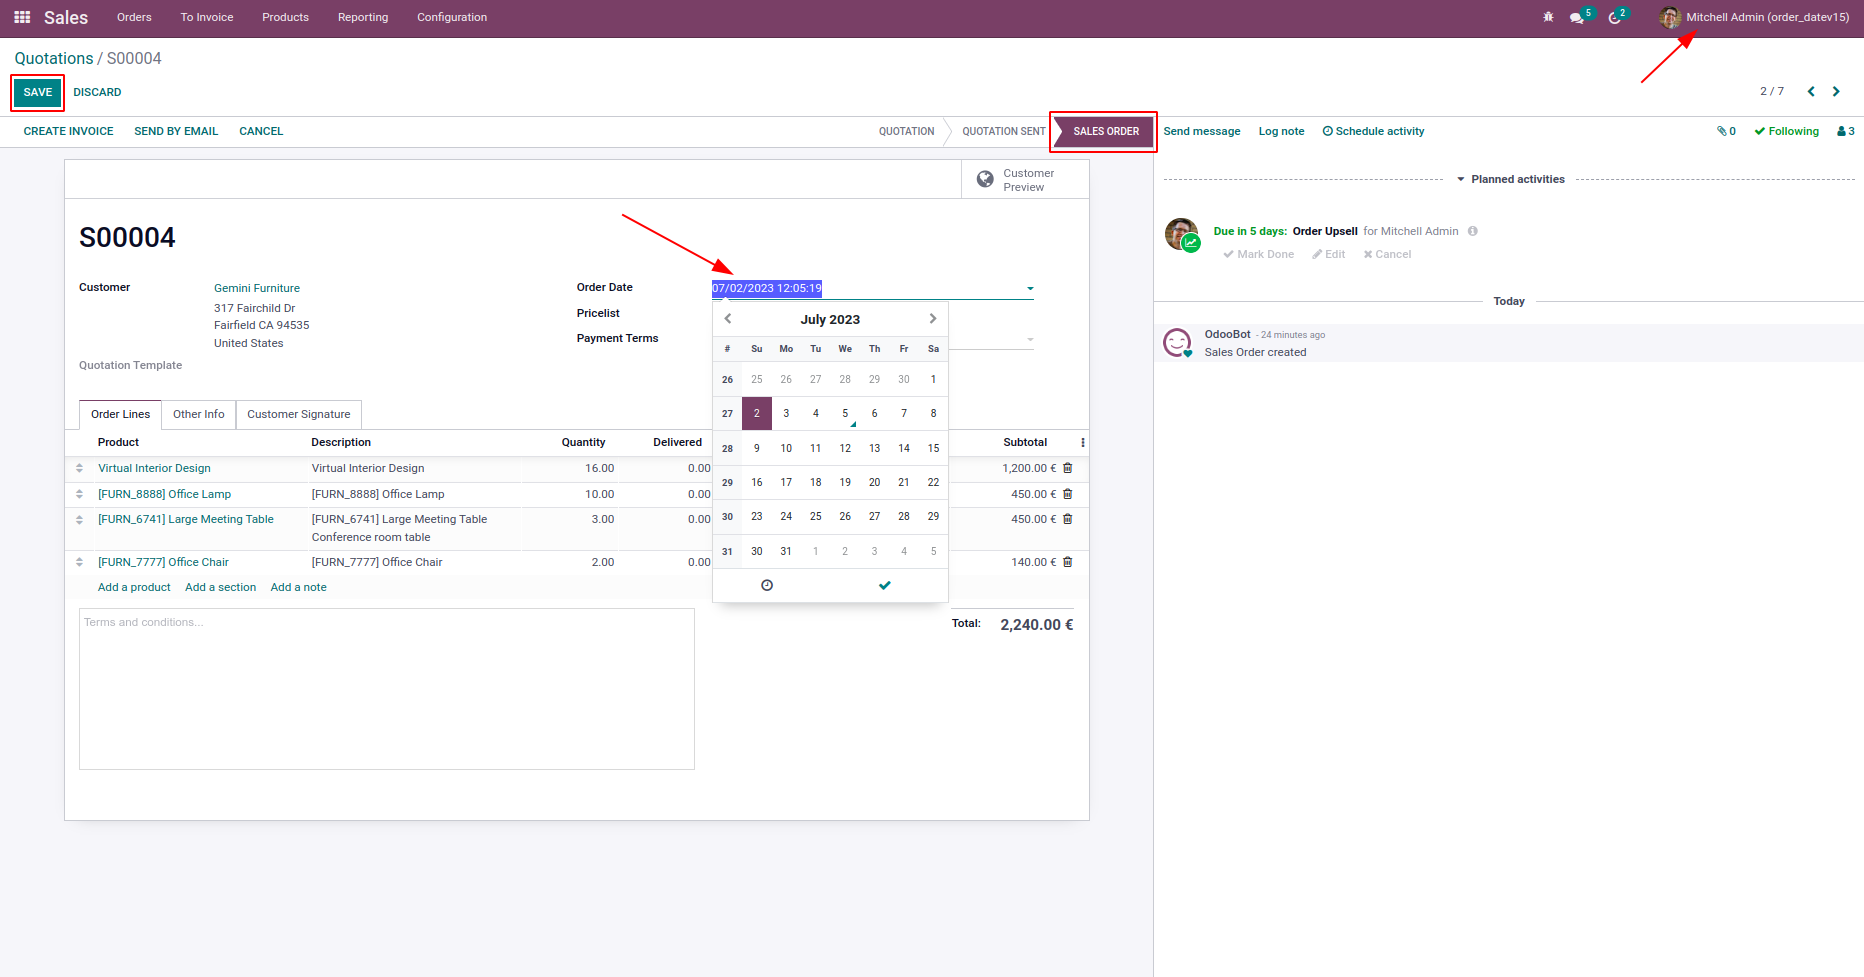 Sales Orders To Invoice Products Reporting Configuration 5 2 Mitchell Admin (order_datev15)
Quotations / S00004
SAVE DISCARD 2 / 7
CREATE INVOICE SEND BY EMAIL CANCEL QUOTATION QUOTATION SENT SALES ORDER Send message Log note Schedule activity 0 Following 3
Customer
Preview
Planned activities
S00004
Due in 5 days: Order Upsell for Mitchell Admin
Mark Done Edit Cancel
Customer Gemini Furniture
317 Fairchild Dr
Fairfield CA 94535
United States
Quotation Template
Order Date 07/02/2023 12:05:19
Pricelist
Payment Terms
Today
OdooBot - 24 minutes ago
Sales Order created
July 2023
# Su Mo Tu We Th Fr Sa
26 25 26 27 28 29 30 1
27 2 3 4 5 6 7 8
28 9 10 11 12 13 14 15
29 16 17 18 19 20 21 22
30 23 24 25 26 27 28 29
31 30 31 1 2 3 4 5
Order Lines Other Info Customer Signature
Product Description Quantity Delivered Subtotal
Virtual Interior Design Virtual Interior Design 16.00 0.00 1,200.00 €
[FURN_8888] Office Lamp [FURN_8888] Office Lamp 10.00 0.00 450.00 €
[FURN_6741] Large Meeting Table [FURN_6741] Large Meeting Table 3.00 0.00 450.00 €
Conference room table
[FURN_7777] Office Chair [FURN_7777] Office Chair 2.00 0.00 140.00 €
Add a product Add a section Add a note
Terms and conditions...
Total: 2,240.00 €